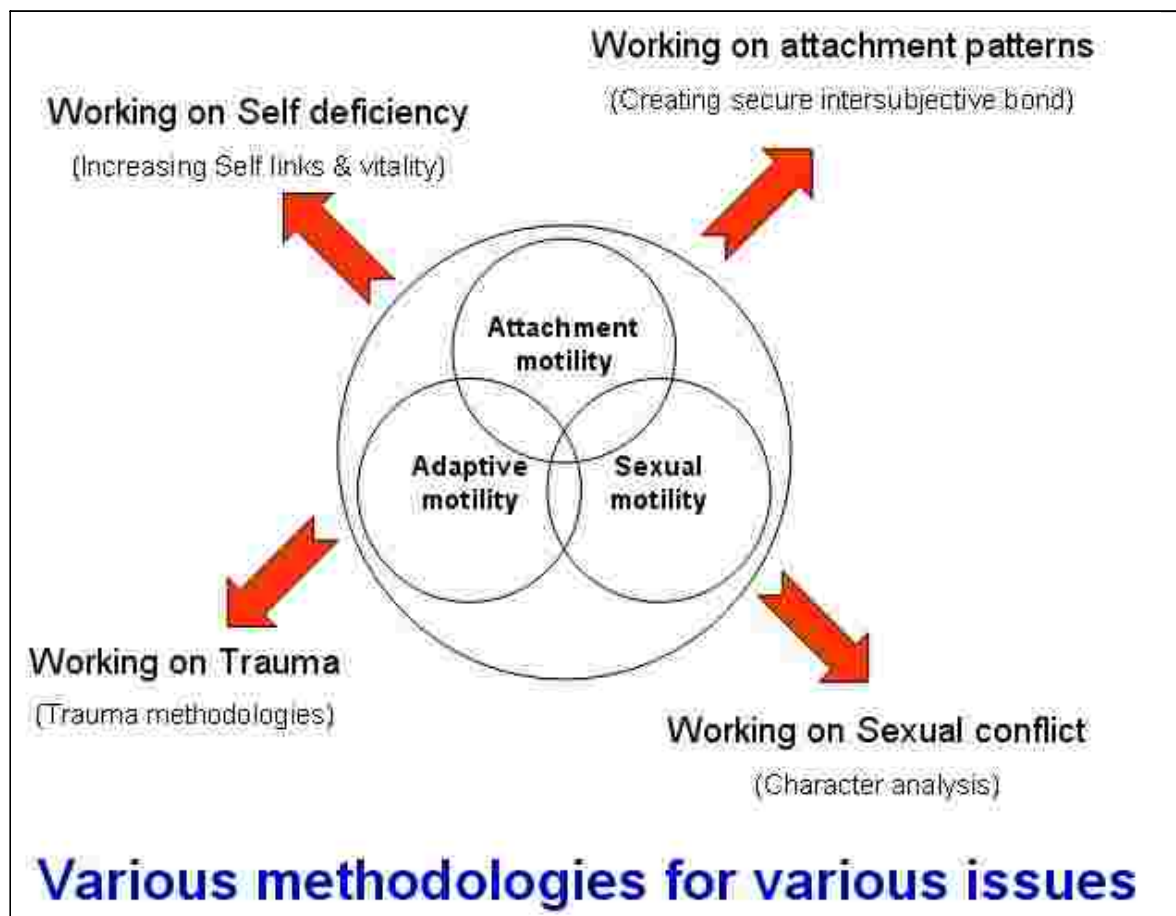 Working on attachment patterns
(Creating secure intersubjective bond)
Working on Self deficiency
(Increasing Self links & vitality)
Attachment
motility
Adaptive
motility
Sexual
motility
Working on Trauma
(Trauma methodologies)
Working on Sexual conflict
(Character analysis)
Various methodologies for various issues